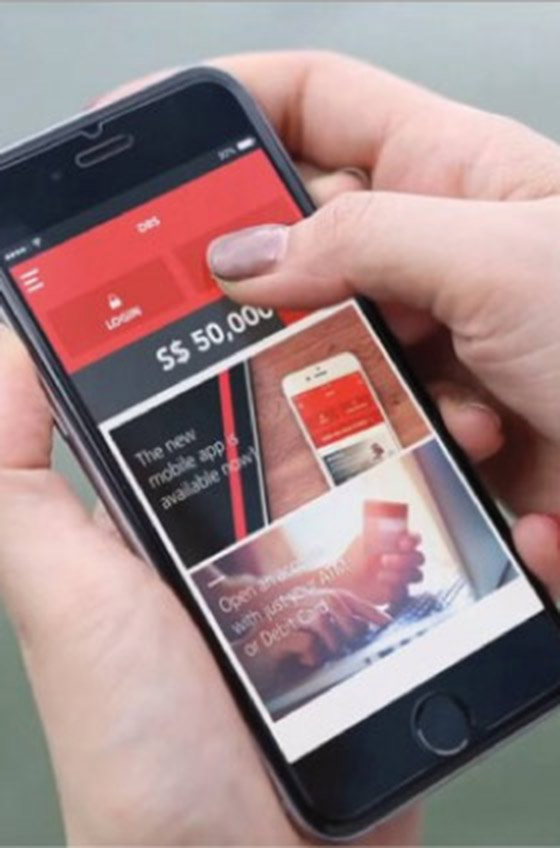 DBS
LOGIN
S$ 50,000
The new
mobile app is
available now!
Open an
with just your ATM
or Debit Card